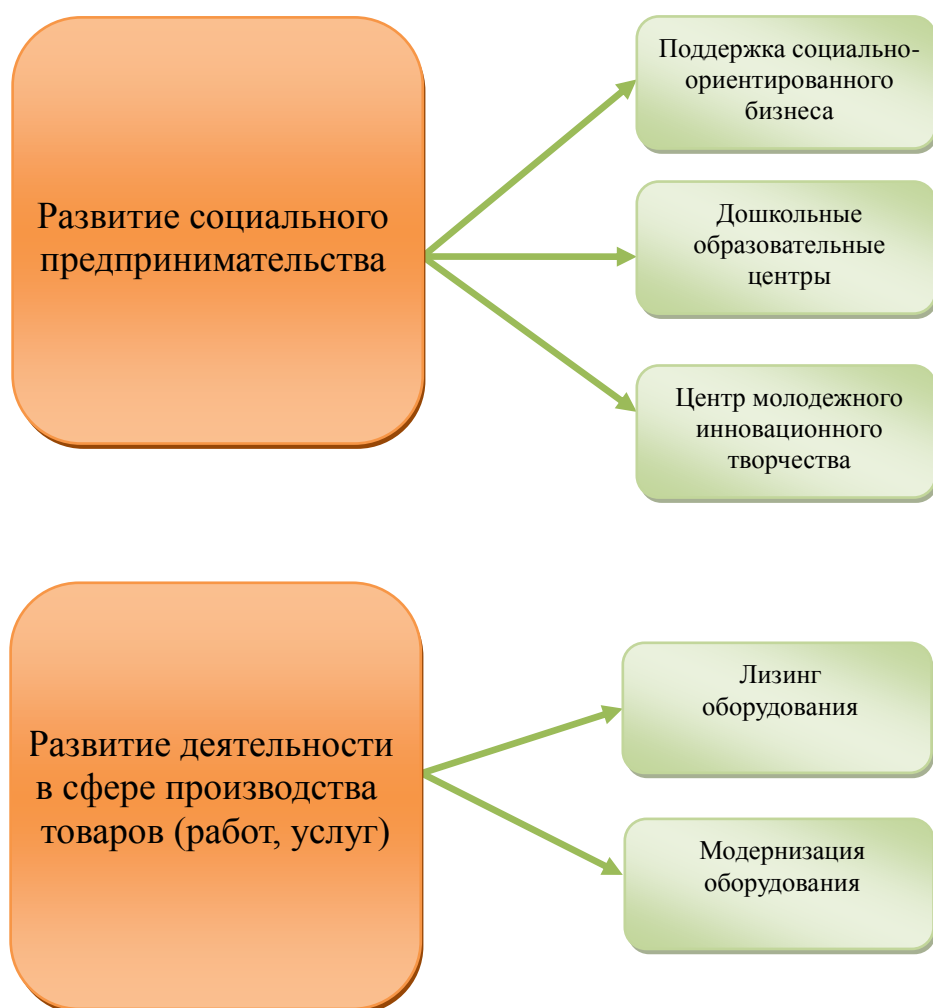 Развитие социального
предпринимательства
Поддержка социально-
ориентированного
бизнеса
Дошкольные
образовательные
центры
Центр молодежного
инновационного
творчества
Развитие деятельности
в сфере производства
товаров (работ, услуг)
Лизинг
оборудования
Модернизация
оборудования